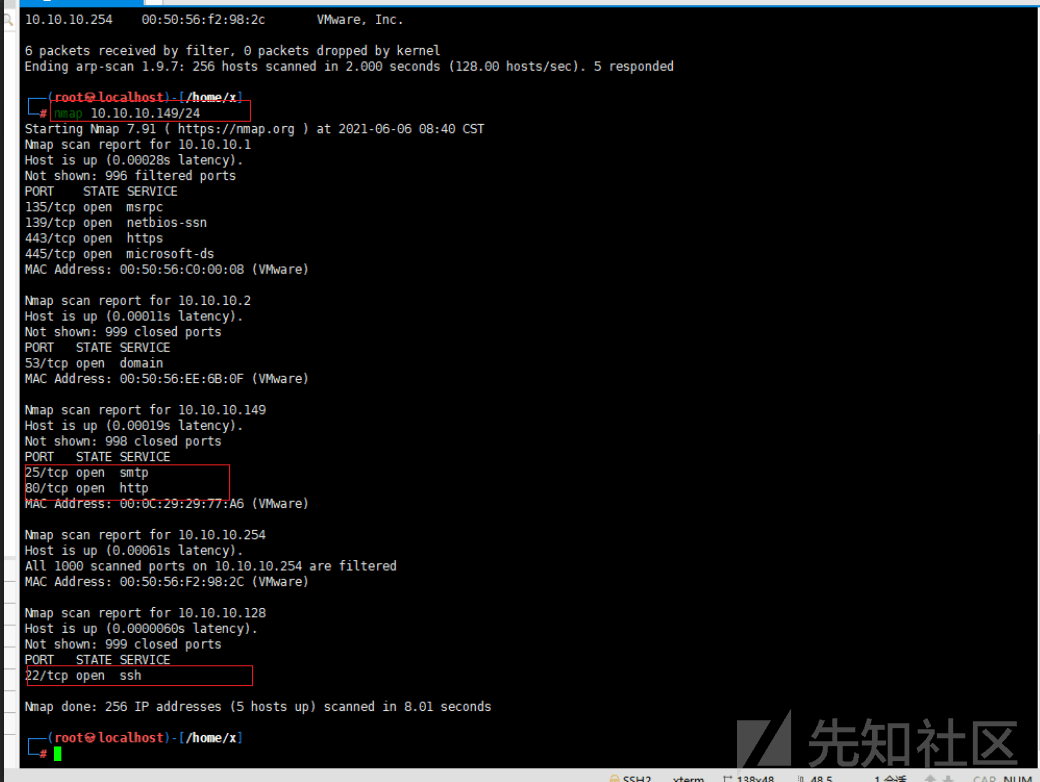 10.10.10.254    00:50:56:f2:98:2c       VMware, Inc.
6 packets received by filter, 0 packets dropped by kernel
Ending arp-scan 1.9.7: 256 hosts scanned in 2.000 seconds (128.00 hosts/sec). 5 responded
┌──(root㉿localhost)-[/home/x]
└─# nmap 10.10.10.149/24
Starting Nmap 7.91 ( https://nmap.org ) at 2021-06-06 08:40 CST
Nmap scan report for 10.10.10.1
Host is up (0.00028s latency).
Not shown: 996 filtered ports
PORT    STATE SERVICE
135/tcp open  msrpc
139/tcp open  netbios-ssn
443/tcp open  https
445/tcp open  microsoft-ds
MAC Address: 00:50:56:C0:00:08 (VMware)
Nmap scan report for 10.10.10.2
Host is up (0.00011s latency).
Not shown: 999 closed ports
PORT   STATE SERVICE
53/tcp open  domain
MAC Address: 00:50:56:EE:6B:0F (VMware)
Nmap scan report for 10.10.10.149
Host is up (0.00019s latency).
Not shown: 998 closed ports
PORT   STATE SERVICE
25/tcp open  smtp
80/tcp open  http
MAC Address: 00:0C:29:29:77:A6 (VMware)
Nmap scan report for 10.10.10.254
Host is up (0.00061s latency).
All 1000 scanned ports on 10.10.10.254 are filtered
MAC Address: 00:50:56:F2:98:2C (VMware)
Nmap scan report for 10.10.10.128
Host is up (0.0000060s latency).
Not shown: 999 closed ports
PORT   STATE SERVICE
22/tcp open  ssh
Nmap done: 256 IP addresses (5 hosts up) scanned in 8.01 seconds
┌──(root㉿localhost)-[/home/x]
└─#
先知社区
SSH2 xterm 138x48 48,5 1 会话 CAP NUM